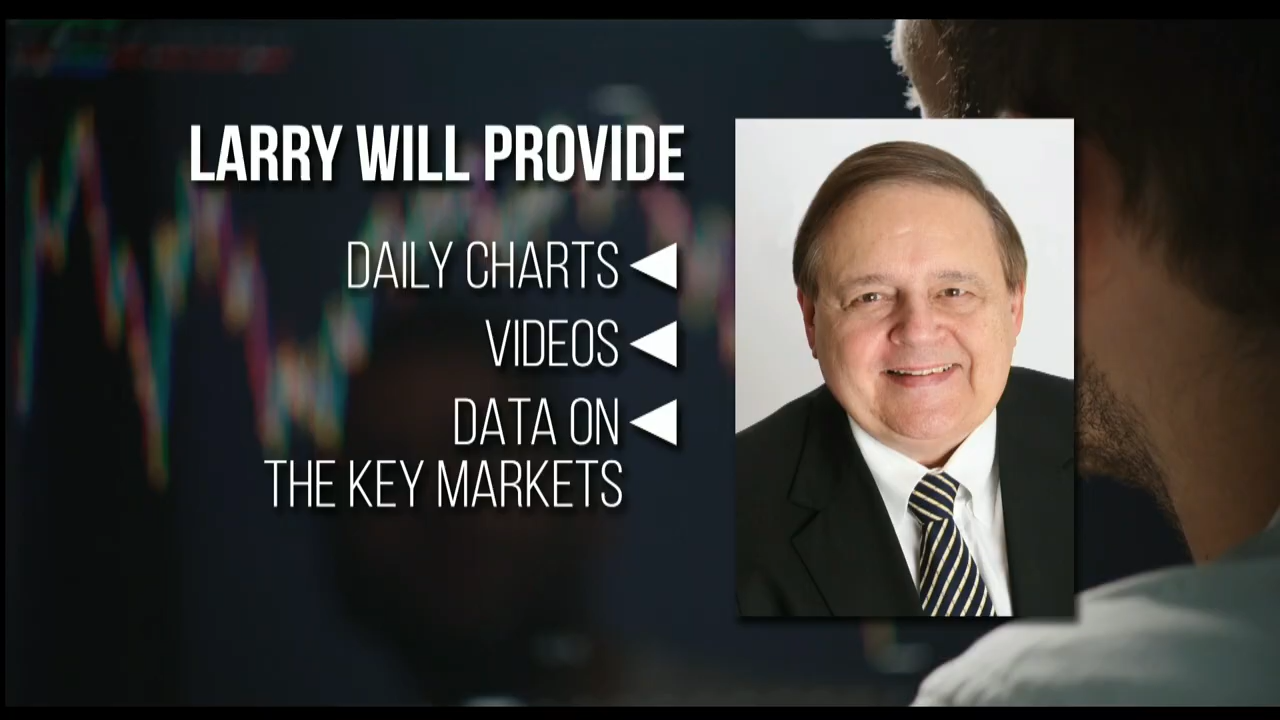 LARRY WILL PROVIDE
DAILY CHARTS
VIDEOS
DATA ON
THE KEY MARKETS